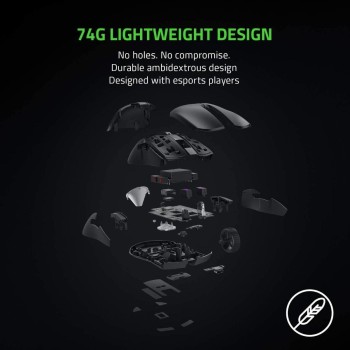 74G LIGHTWEIGHT DESIGN
No holes. No compromise.
Durable ambidextrous design
Designed with esports players